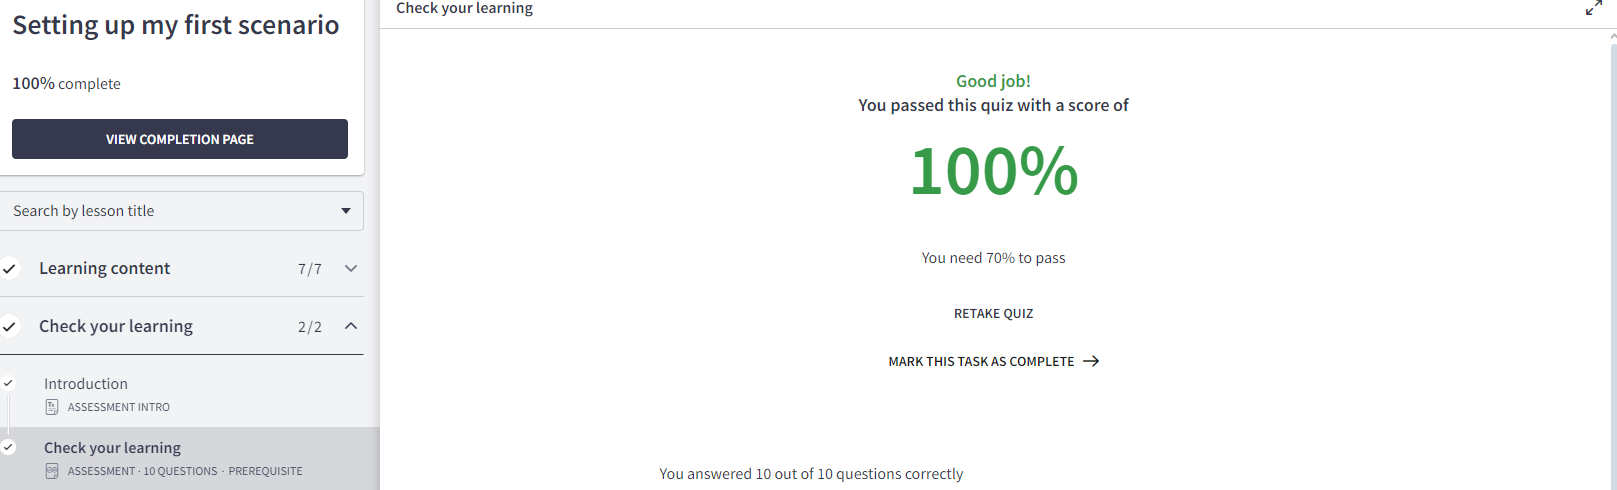 Setting up my first scenario
100% complete
VIEW COMPLETION PAGE
Search by lesson title
Learning content 7/7
Check your learning 2/2
Introduction
ASSESSMENT INTRO
Check your learning
ASSESSMENT · 10 QUESTIONS · PREREQUISITE
Check your learning
Good job!
You passed this quiz with a score of
100%
You need 70% to pass
RETAKE QUIZ
MARK THIS TASK AS COMPLETE
You answered 10 out of 10 questions correctly